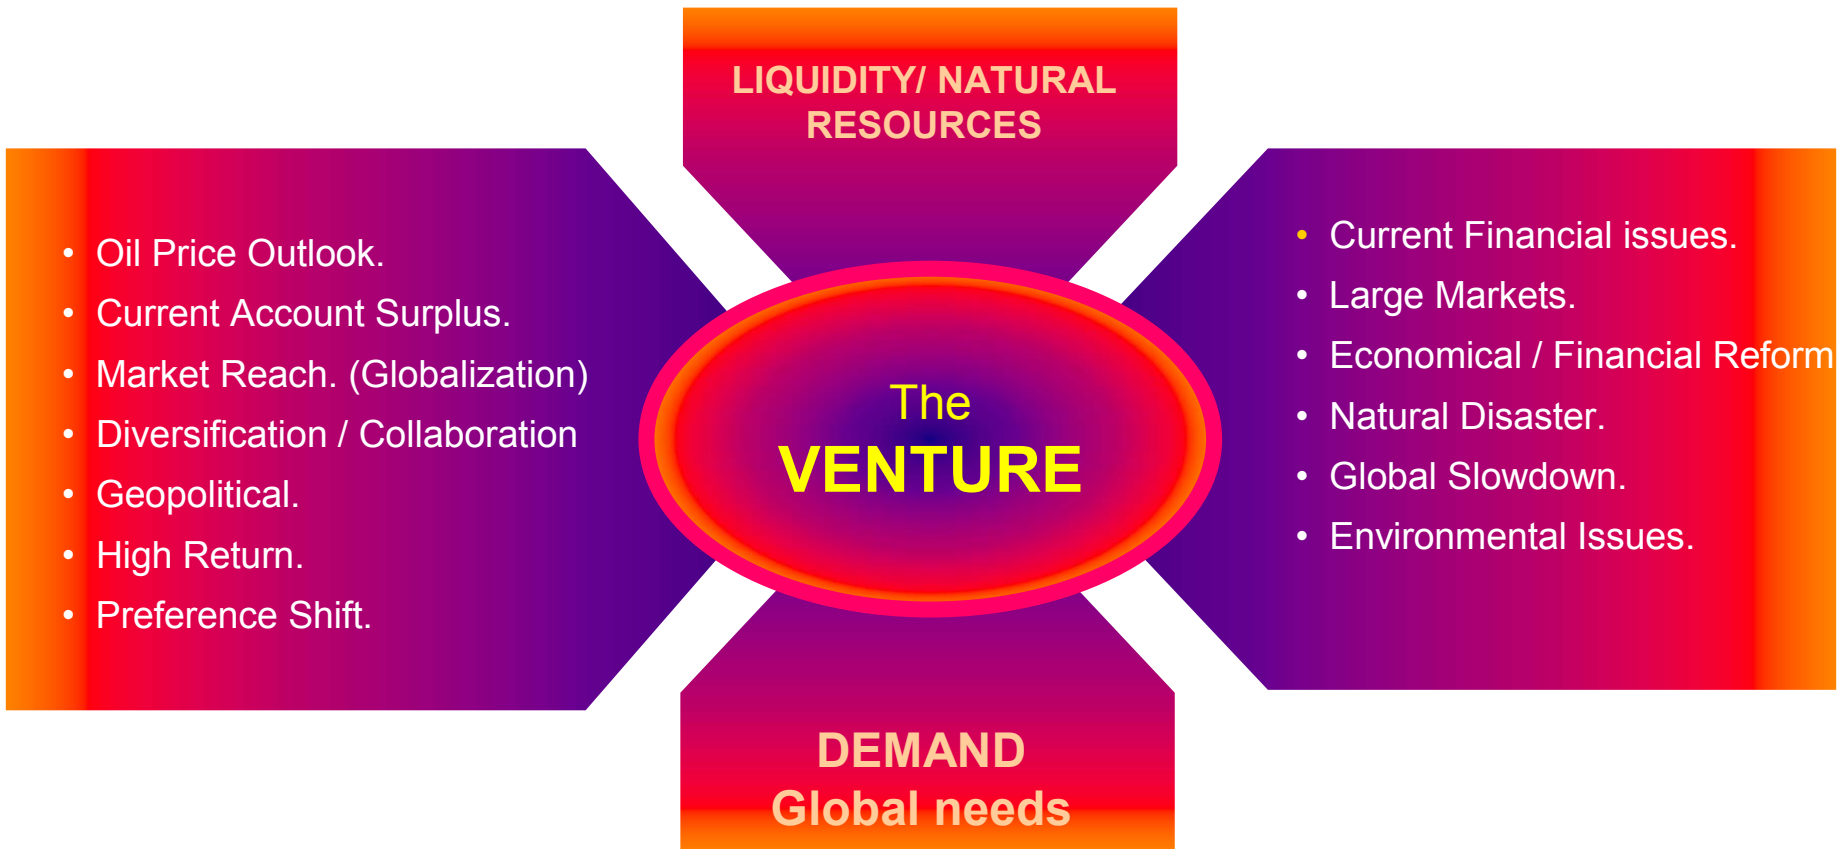 LIQUIDITY/ NATURAL
RESOURCES
• Oil Price Outlook.
• Current Account Surplus.
• Market Reach. (Globalization)
• Diversification / Collaboration
• Geopolitical.
• High Return.
• Preference Shift.
The
VENTURE
• Current Financial issues.
• Large Markets.
• Economical / Financial Reform
• Natural Disaster.
• Global Slowdown.
• Environmental Issues.
DEMAND
Global needs